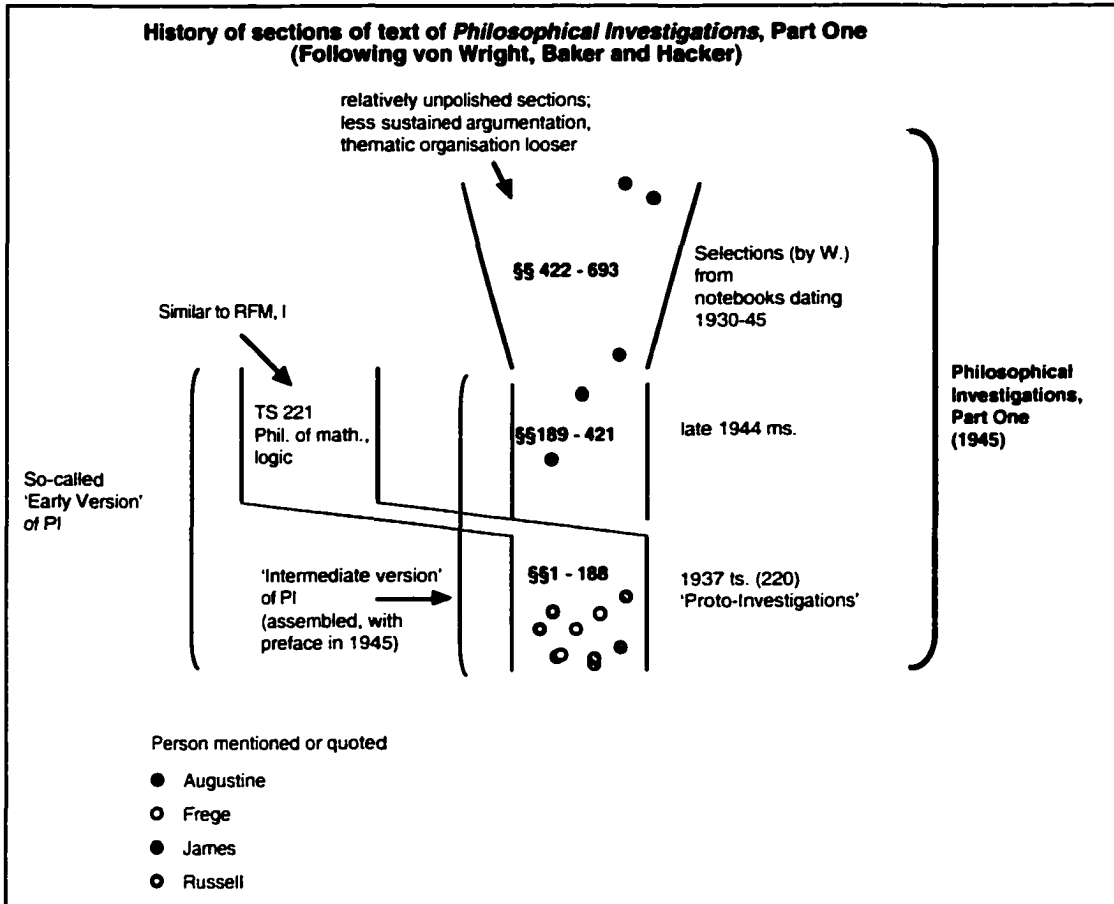 History of sections of text of Philosophical Investigations, Part One
(Following von Wright, Baker and Hacker)
relatively unpolished sections;
less sustained argumentation,
thematic organisation looser
§§ 422 - 693
Selections (by W.)
from
notebooks dating
1930-45
Similar to RFM, I
TS 221
Phil. of math.,
logic
§§189 - 421
late 1944 ms.
Philosophical
Investigations,
Part One
(1945)
So-called
'Early Version'
of PI
'Intermediate version'
of PI
(assembled, with
preface in 1945)
§§1 - 188
1937 ts. (220)
'Proto-Investigations'
Person mentioned or quoted
Augustine
Frege
James
Russell